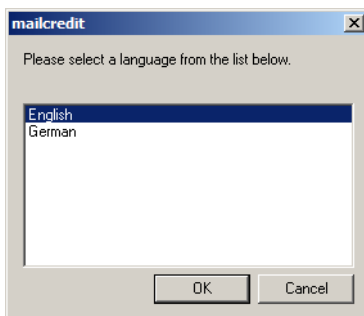 mailcredit
Please select a language from the list below.
English
German
OK
Cancel